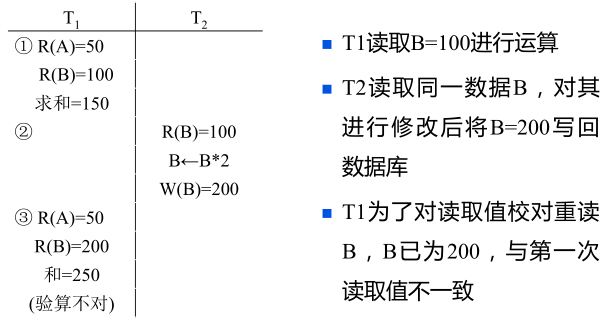 T₁ T₂
① R(A)=50
R(B)=100
求和=150
② R(B)=100
B←B*2
W(B)=200
③ R(A)=50
R(B)=200
和=250
(验算不对)
■ T1读取B=100进行运算
■ T2读取同一数据B，对其
进行修改后将B=200写回
数据库
■ T1为了对读取值校对重读
B，B已为200，与第一次
读取值不一致